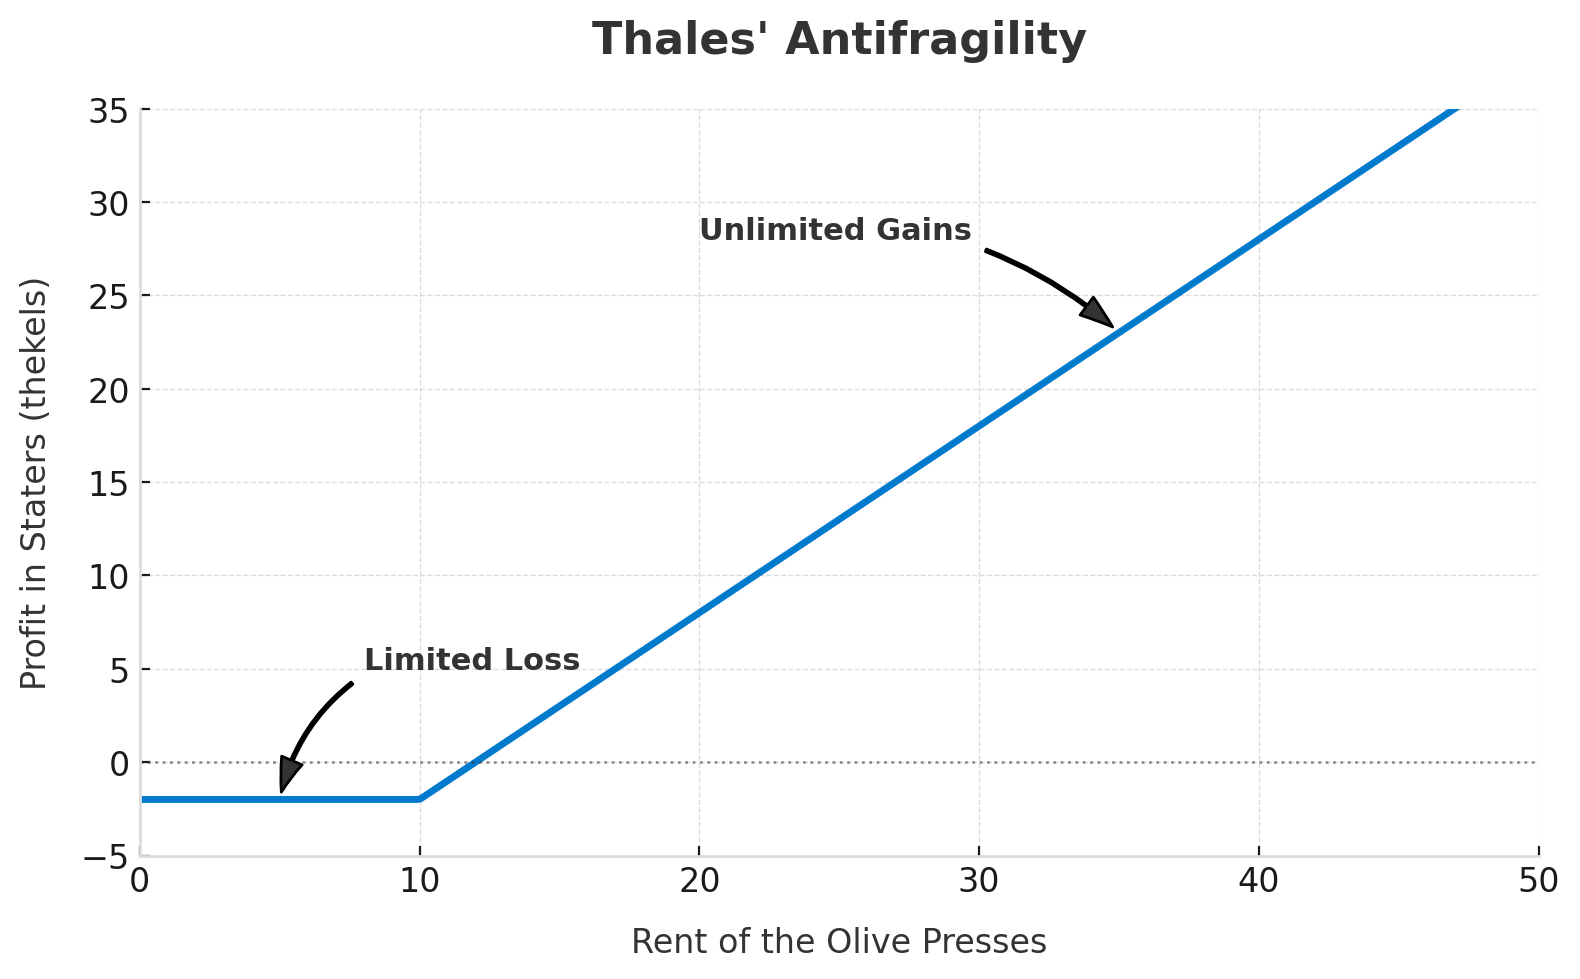 Thales' Antifragility
35
30
Unlimited Gains
25
20
15
10
Limited Loss
5
0
−5
0 10 20 30 40 50
Profit in Staters (thekels)
Rent of the Olive Presses